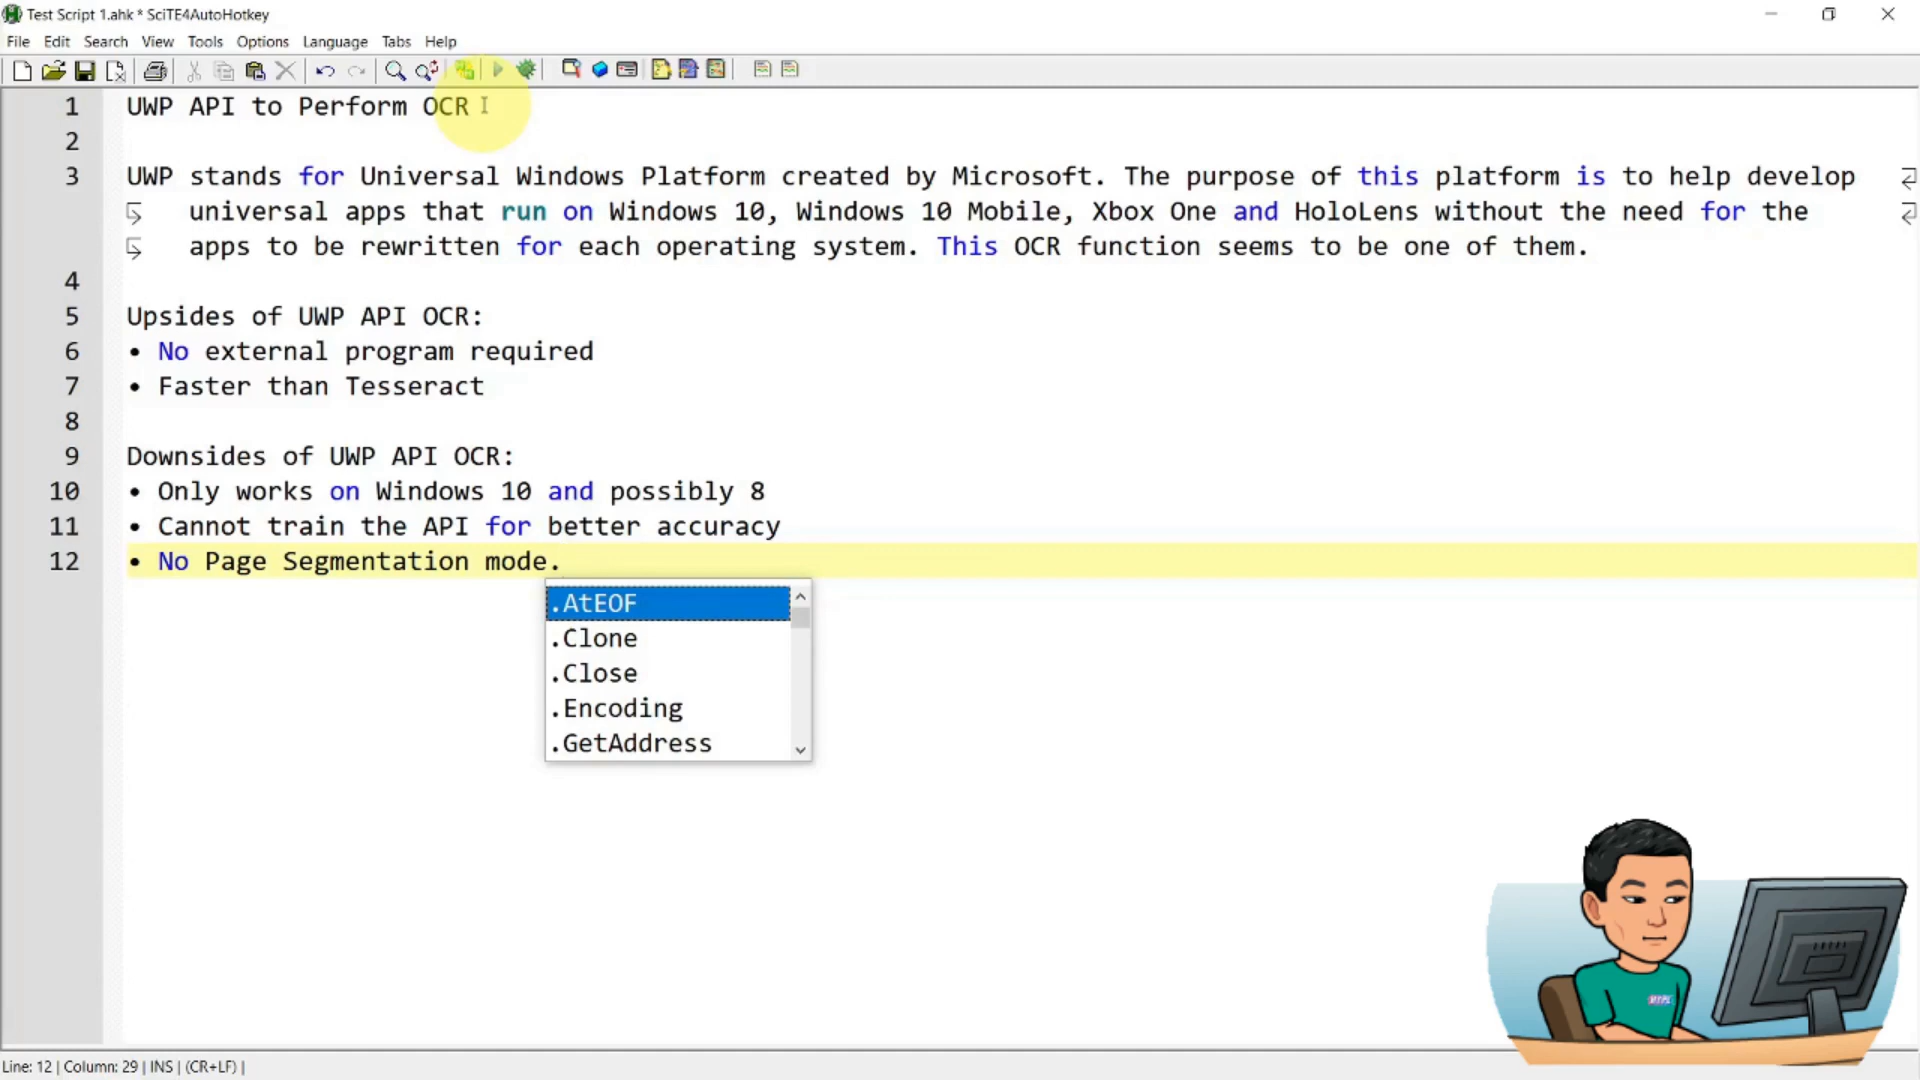 Test Script 1.ahk * SciTE4AutoHotkey
File Edit Search View Tools Options Language Tabs Help
1 UWP API to Perform OCR
2
3 UWP stands for Universal Windows Platform created by Microsoft. The purpose of this platform is to help develop
universal apps that run on Windows 10, Windows 10 Mobile, Xbox One and HoloLens without the need for the
apps to be rewritten for each operating system. This OCR function seems to be one of them.
4
5 Upsides of UWP API OCR:
6 • No external program required
7 • Faster than Tesseract
8
9 Downsides of UWP API OCR:
10 • Only works on Windows 10 and possibly 8
11 • Cannot train the API for better accuracy
12 • No Page Segmentation mode.
.AtEOF
.Clone
.Close
.Encoding
.GetAddress
Line: 12 | Column: 29 | INS | (CR+LF) |